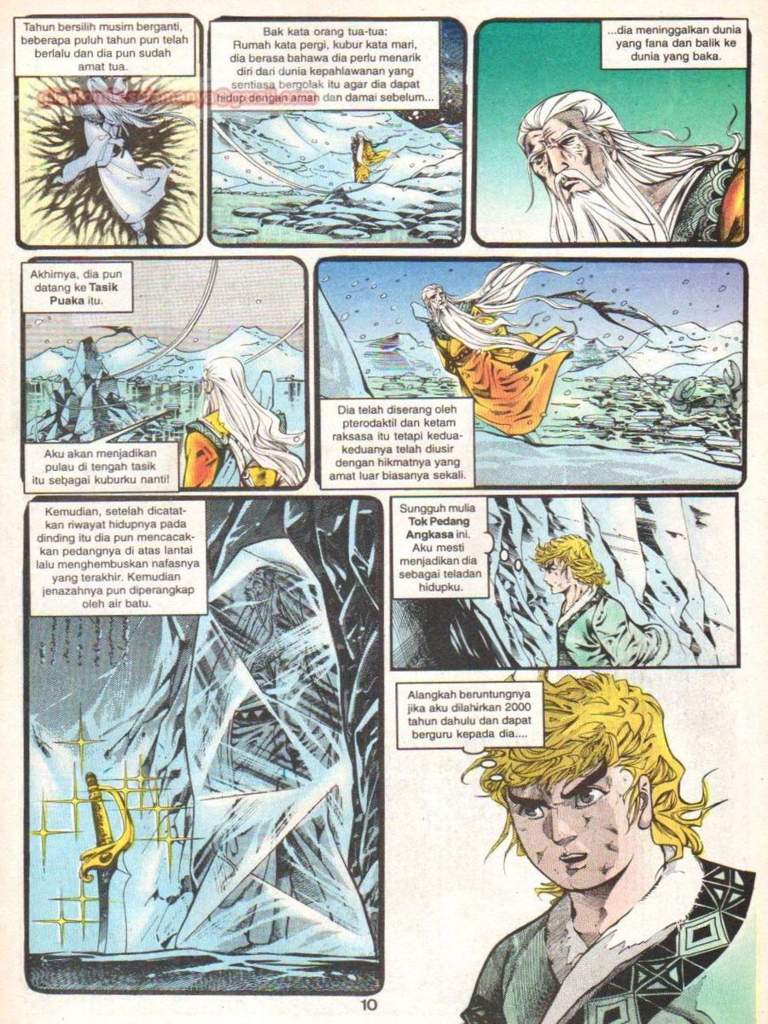 Tahun bersilih musim berganti,
beberapa puluh tahun pun telah
berlalu dan dia pun sudah
amat tua.
Bak kata orang tua-tua:
Rumah kata pergi, kubur kata mari,
dia berasa bahawa dia perlu menarik
diri dari dunia kepahlawanan yang
sentiasa bergolak itu agar dia dapat
hidup dengan aman dan damai sebelum...
...dia meninggalkan dunia
yang fana dan balik ke
dunia yang baka.
Akhirnya, dia pun
datang ke Tasik
Puaka itu.
Aku akan menjadikan
pulau di tengah tasik
itu sebagai kuburku nanti!
Dia telah diserang oleh
pterodaktil dan ketam
raksasa itu tetapi kedua-
keduanya telah diusir
dengan hikmatnya yang
amat luar biasanya sekali.
Kemudian, setelah dicatat-
kan riwayat hidupnya pada
dinding itu dia pun mencacak-
kan pedangnya di atas lantai
lalu menghembuskan nafasnya
yang terakhir. Kemudian
jenazahnya pun diperangkap
oleh air batu.
Sungguh mulia
Tok Pedang
Angkasa ini.
Aku mesti
menjadikan dia
sebagai teladan
hidupku.
Alangkah beruntungnya
jika aku dilahirkan 2000
tahun dahulu dan dapat
berguru kepada dia....
10